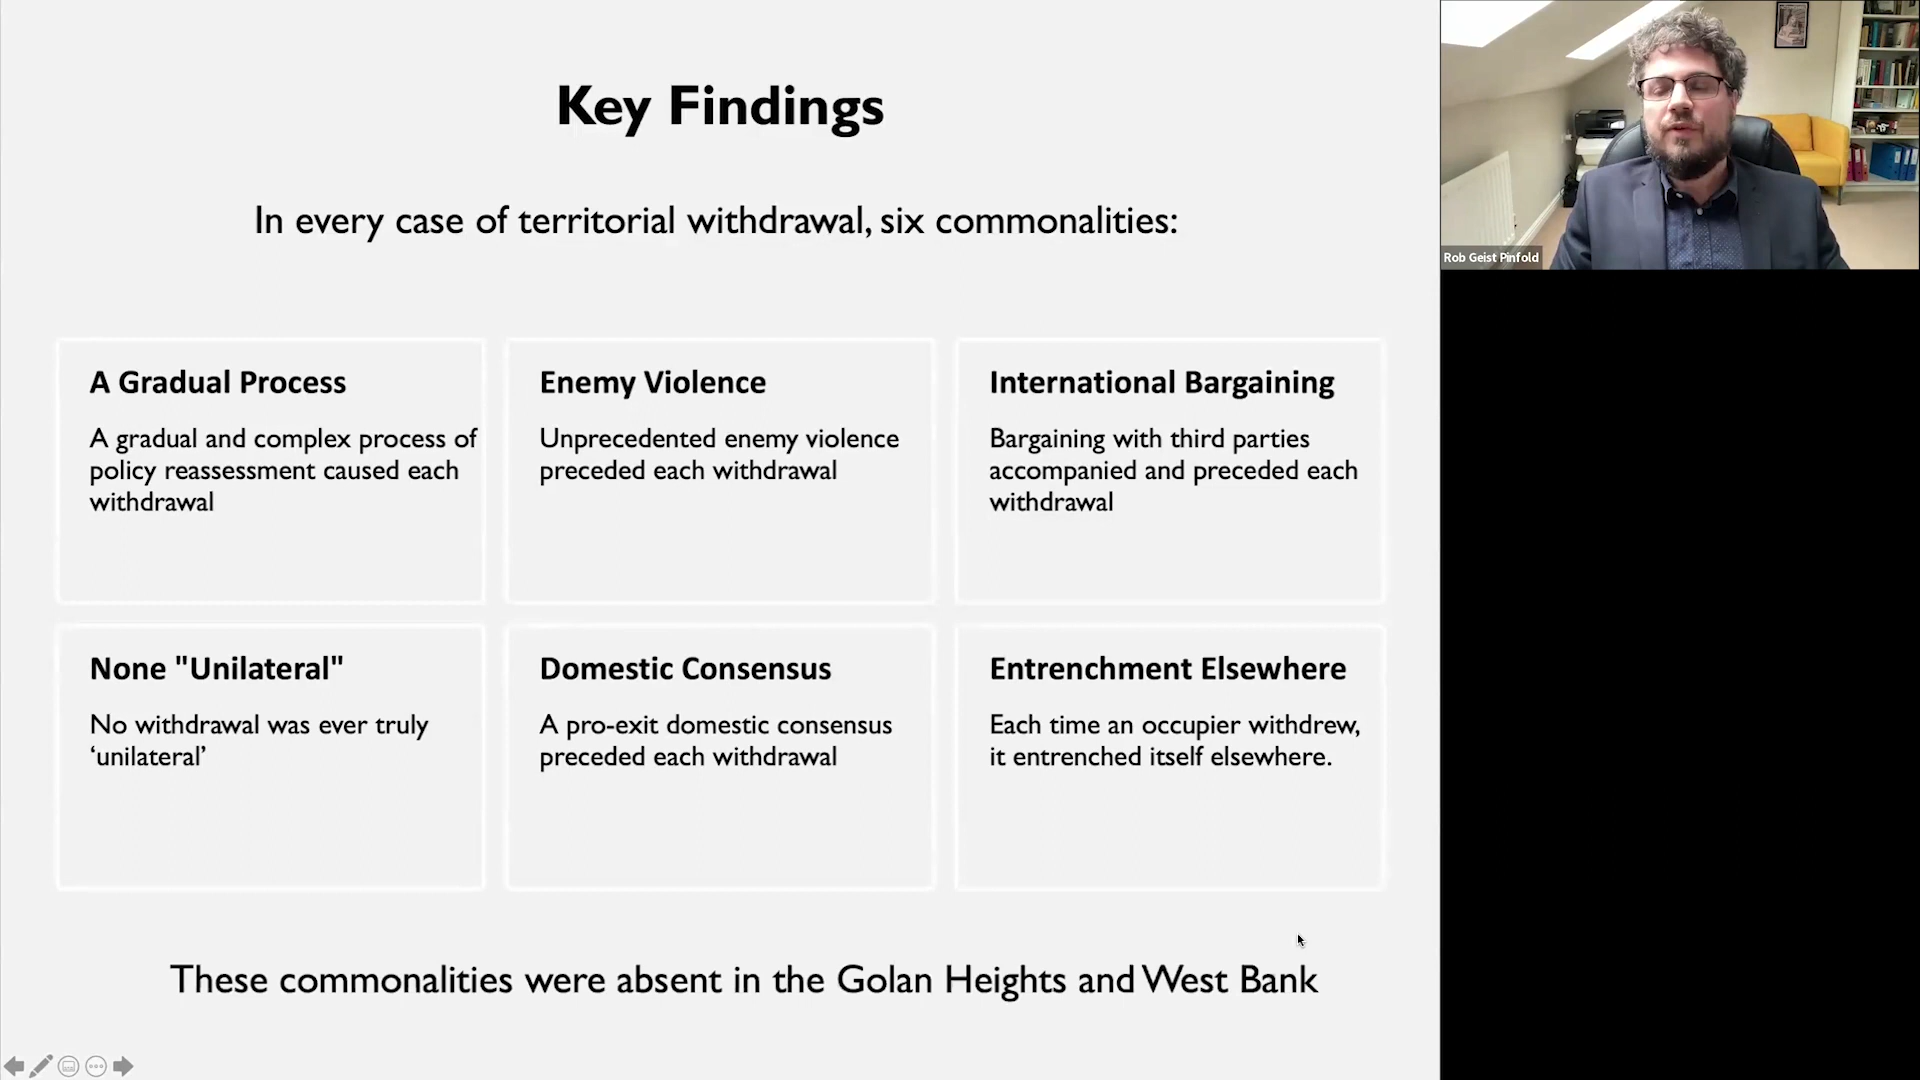 Key Findings
In every case of territorial withdrawal, six commonalities:
A Gradual Process
A gradual and complex process of
policy reassessment caused each
withdrawal
Enemy Violence
Unprecedented enemy violence
preceded each withdrawal
International Bargaining
Bargaining with third parties
accompanied and preceded each
withdrawal
None "Unilateral"
No withdrawal was ever truly
‘unilateral’
Domestic Consensus
A pro-exit domestic consensus
preceded each withdrawal
Entrenchment Elsewhere
Each time an occupier withdrew,
it entrenched itself elsewhere.
These commonalities were absent in the Golan Heights and West Bank
Rob Geist Pinfold